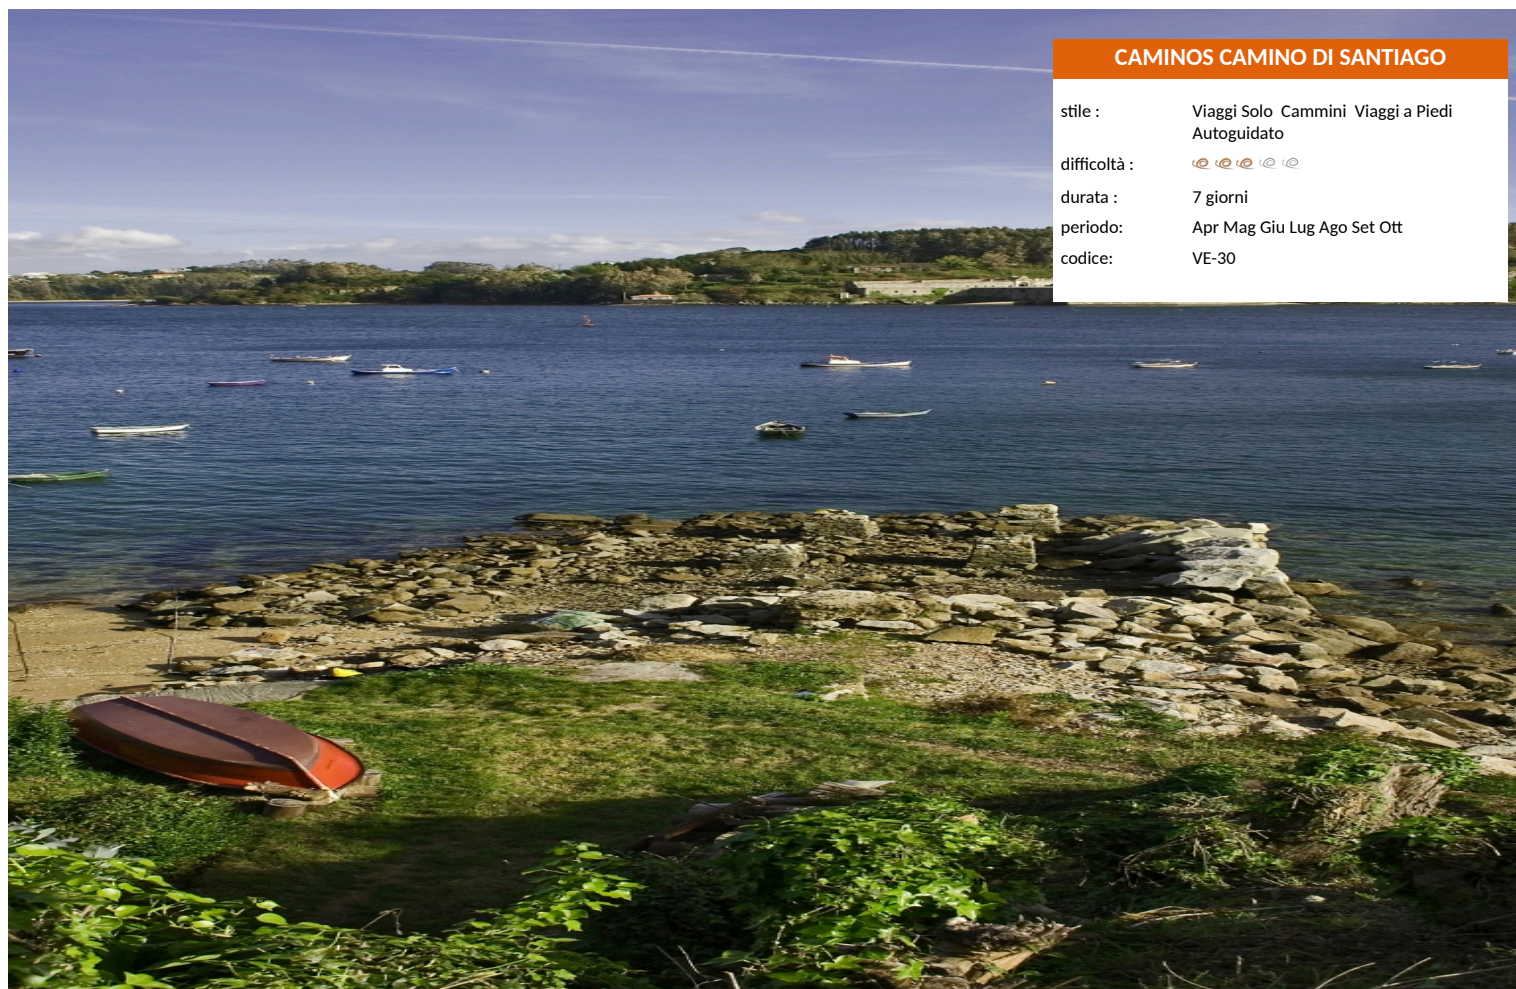 CAMINOS CAMINO DI SANTIAGO
stile : Viaggi Solo Cammini Viaggi a Piedi
Autoguidato
difficoltà :
durata : 7 giorni
periodo: Apr Mag Giu Lug Ago Set Ott
codice: VE-30